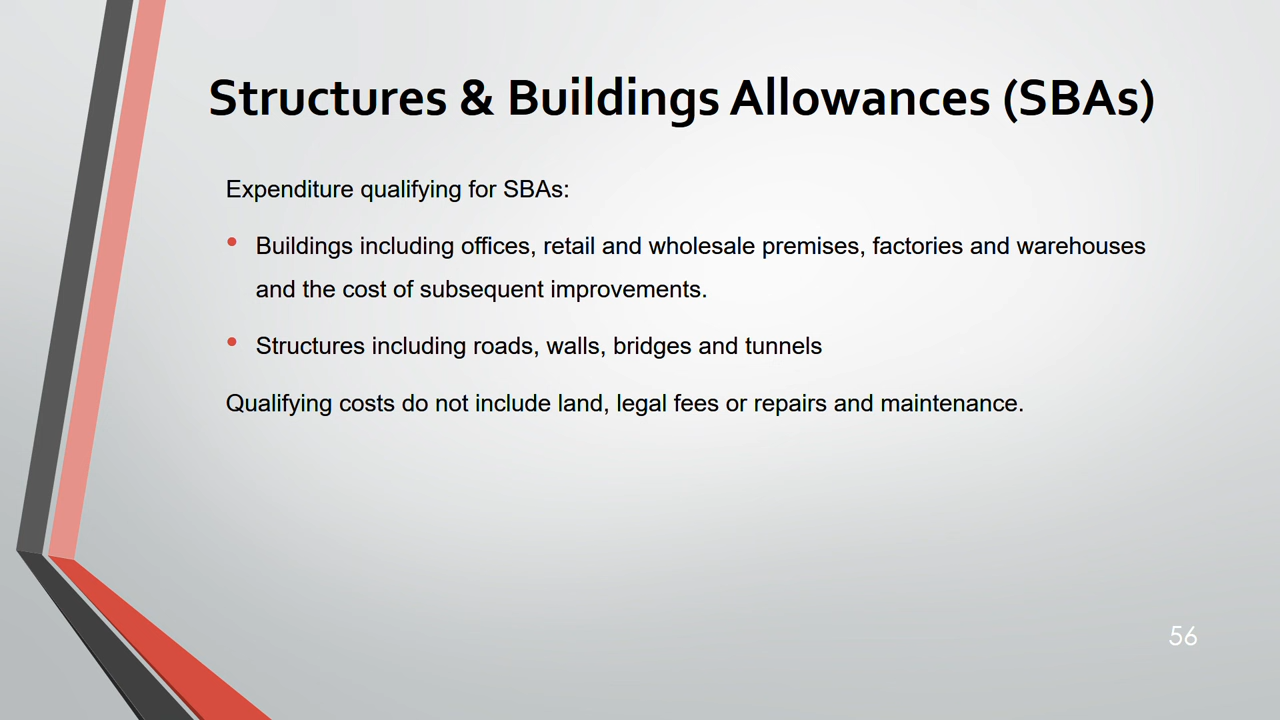 Structures & Buildings Allowances (SBAs)
Expenditure qualifying for SBAs:
• Buildings including offices, retail and wholesale premises, factories and warehouses
and the cost of subsequent improvements.
• Structures including roads, walls, bridges and tunnels
Qualifying costs do not include land, legal fees or repairs and maintenance.
56